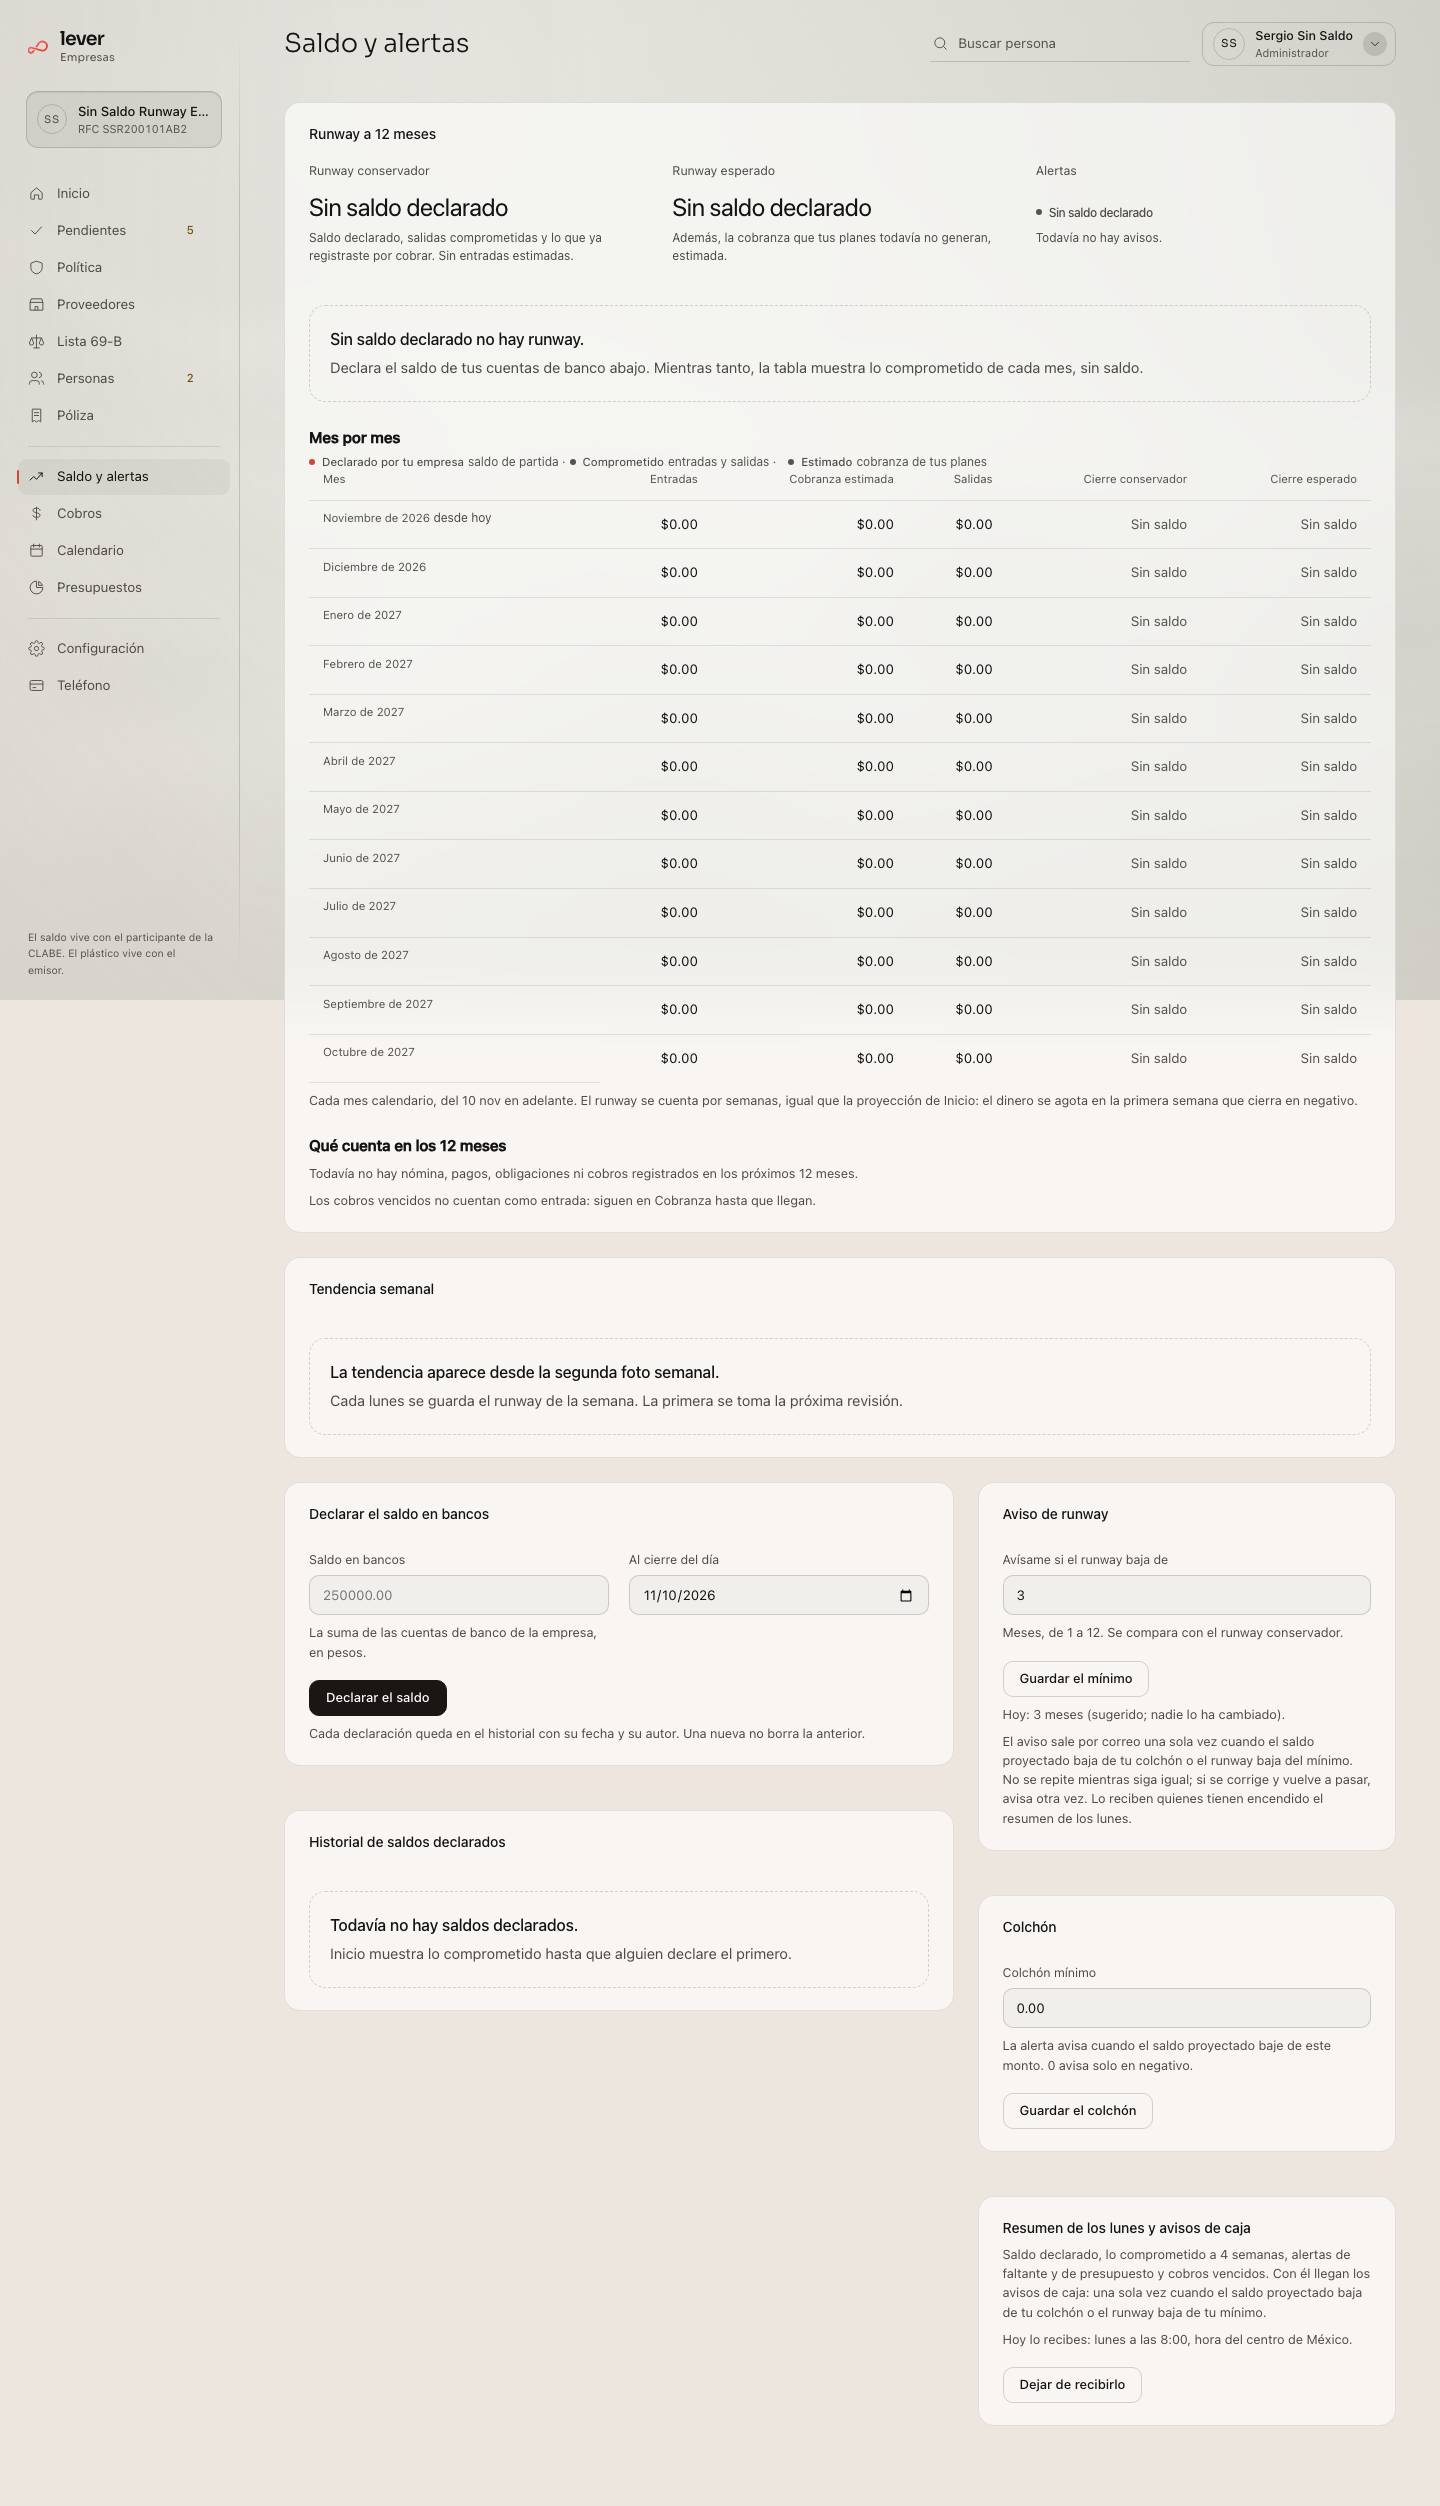 lever
Empresas
Saldo y alertas
Buscar persona
SS
Sergio Sin Saldo
Administrador
SS
Sin Saldo Runway E...
RFC SSR200101AB2
Inicio
Pendientes 5
Política
Proveedores
Lista 69-B
Personas 2
Póliza
Saldo y alertas
Cobros
Calendario
Presupuestos
Configuración
Teléfono
El saldo vive con el participante de la
CLABE. El plástico vive con el
emisor.
Runway a 12 meses
Runway conservador
Sin saldo declarado
Saldo declarado, salidas comprometidas y lo que ya
registraste por cobrar. Sin entradas estimadas.
Runway esperado
Sin saldo declarado
Además, la cobranza que tus planes todavía no generan,
estimada.
Alertas
Sin saldo declarado
Todavía no hay avisos.
Sin saldo declarado no hay runway.
Declara el saldo de tus cuentas de banco abajo. Mientras tanto, la tabla muestra lo comprometido de cada mes, sin saldo.
Mes por mes
Declarado por tu empresa saldo de partida · Comprometido entradas y salidas · Estimado cobranza de tus planes
Mes Entradas Cobranza estimada Salidas Cierre conservador Cierre esperado
Noviembre de 2026 desde hoy $0.00 $0.00 $0.00 Sin saldo Sin saldo
Diciembre de 2026 $0.00 $0.00 $0.00 Sin saldo Sin saldo
Enero de 2027 $0.00 $0.00 $0.00 Sin saldo Sin saldo
Febrero de 2027 $0.00 $0.00 $0.00 Sin saldo Sin saldo
Marzo de 2027 $0.00 $0.00 $0.00 Sin saldo Sin saldo
Abril de 2027 $0.00 $0.00 $0.00 Sin saldo Sin saldo
Mayo de 2027 $0.00 $0.00 $0.00 Sin saldo Sin saldo
Junio de 2027 $0.00 $0.00 $0.00 Sin saldo Sin saldo
Julio de 2027 $0.00 $0.00 $0.00 Sin saldo Sin saldo
Agosto de 2027 $0.00 $0.00 $0.00 Sin saldo Sin saldo
Septiembre de 2027 $0.00 $0.00 $0.00 Sin saldo Sin saldo
Octubre de 2027 $0.00 $0.00 $0.00 Sin saldo Sin saldo
Cada mes calendario, del 10 nov en adelante. El runway se cuenta por semanas, igual que la proyección de Inicio: el dinero se agota en la primera semana que cierra en negativo.
Qué cuenta en los 12 meses
Todavía no hay nómina, pagos, obligaciones ni cobros registrados en los próximos 12 meses.
Los cobros vencidos no cuentan como entrada: siguen en Cobranza hasta que llegan.
Tendencia semanal
La tendencia aparece desde la segunda foto semanal.
Cada lunes se guarda el runway de la semana. La primera se toma la próxima revisión.
Declarar el saldo en bancos
Saldo en bancos
250000.00
La suma de las cuentas de banco de la empresa,
en pesos.
Al cierre del día
11/10/2026
Declarar el saldo
Cada declaración queda en el historial con su fecha y su autor. Una nueva no borra la anterior.
Historial de saldos declarados
Todavía no hay saldos declarados.
Inicio muestra lo comprometido hasta que alguien declare el primero.
Aviso de runway
Avísame si el runway baja de
3
Meses, de 1 a 12. Se compara con el runway conservador.
Guardar el mínimo
Hoy: 3 meses (sugerido; nadie lo ha cambiado).
El aviso sale por correo una sola vez cuando el saldo
proyectado baja de tu colchón o el runway baja del mínimo.
No se repite mientras siga igual; si se corrige y vuelve a pasar,
avisa otra vez. Lo reciben quienes tienen encendido el
resumen de los lunes.
Colchón
Colchón mínimo
0.00
La alerta avisa cuando el saldo proyectado baje de este
monto. 0 avisa solo en negativo.
Guardar el colchón
Resumen de los lunes y avisos de caja
Saldo declarado, lo comprometido a 4 semanas, alertas de
faltante y de presupuesto y cobros vencidos. Con él llegan los
avisos de caja: una sola vez cuando el saldo proyectado baja
de tu colchón o el runway baja de tu mínimo.
Hoy lo recibes: lunes a las 8:00, hora del centro de México.
Dejar de recibirlo